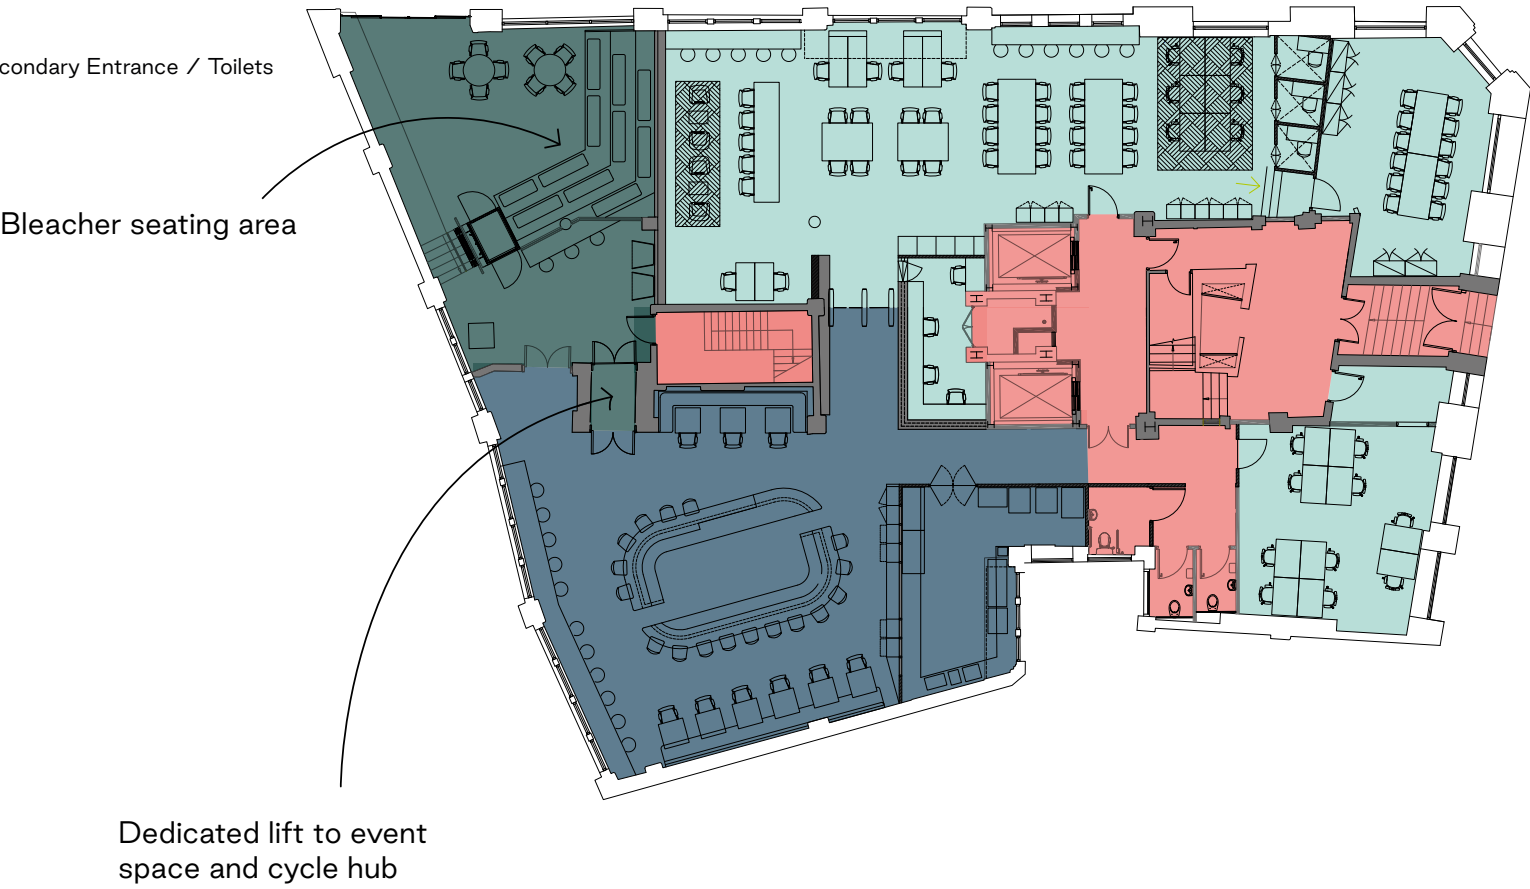 condary Entrance / Toilets
Bleacher seating area
Dedicated lift to event
space and cycle hub